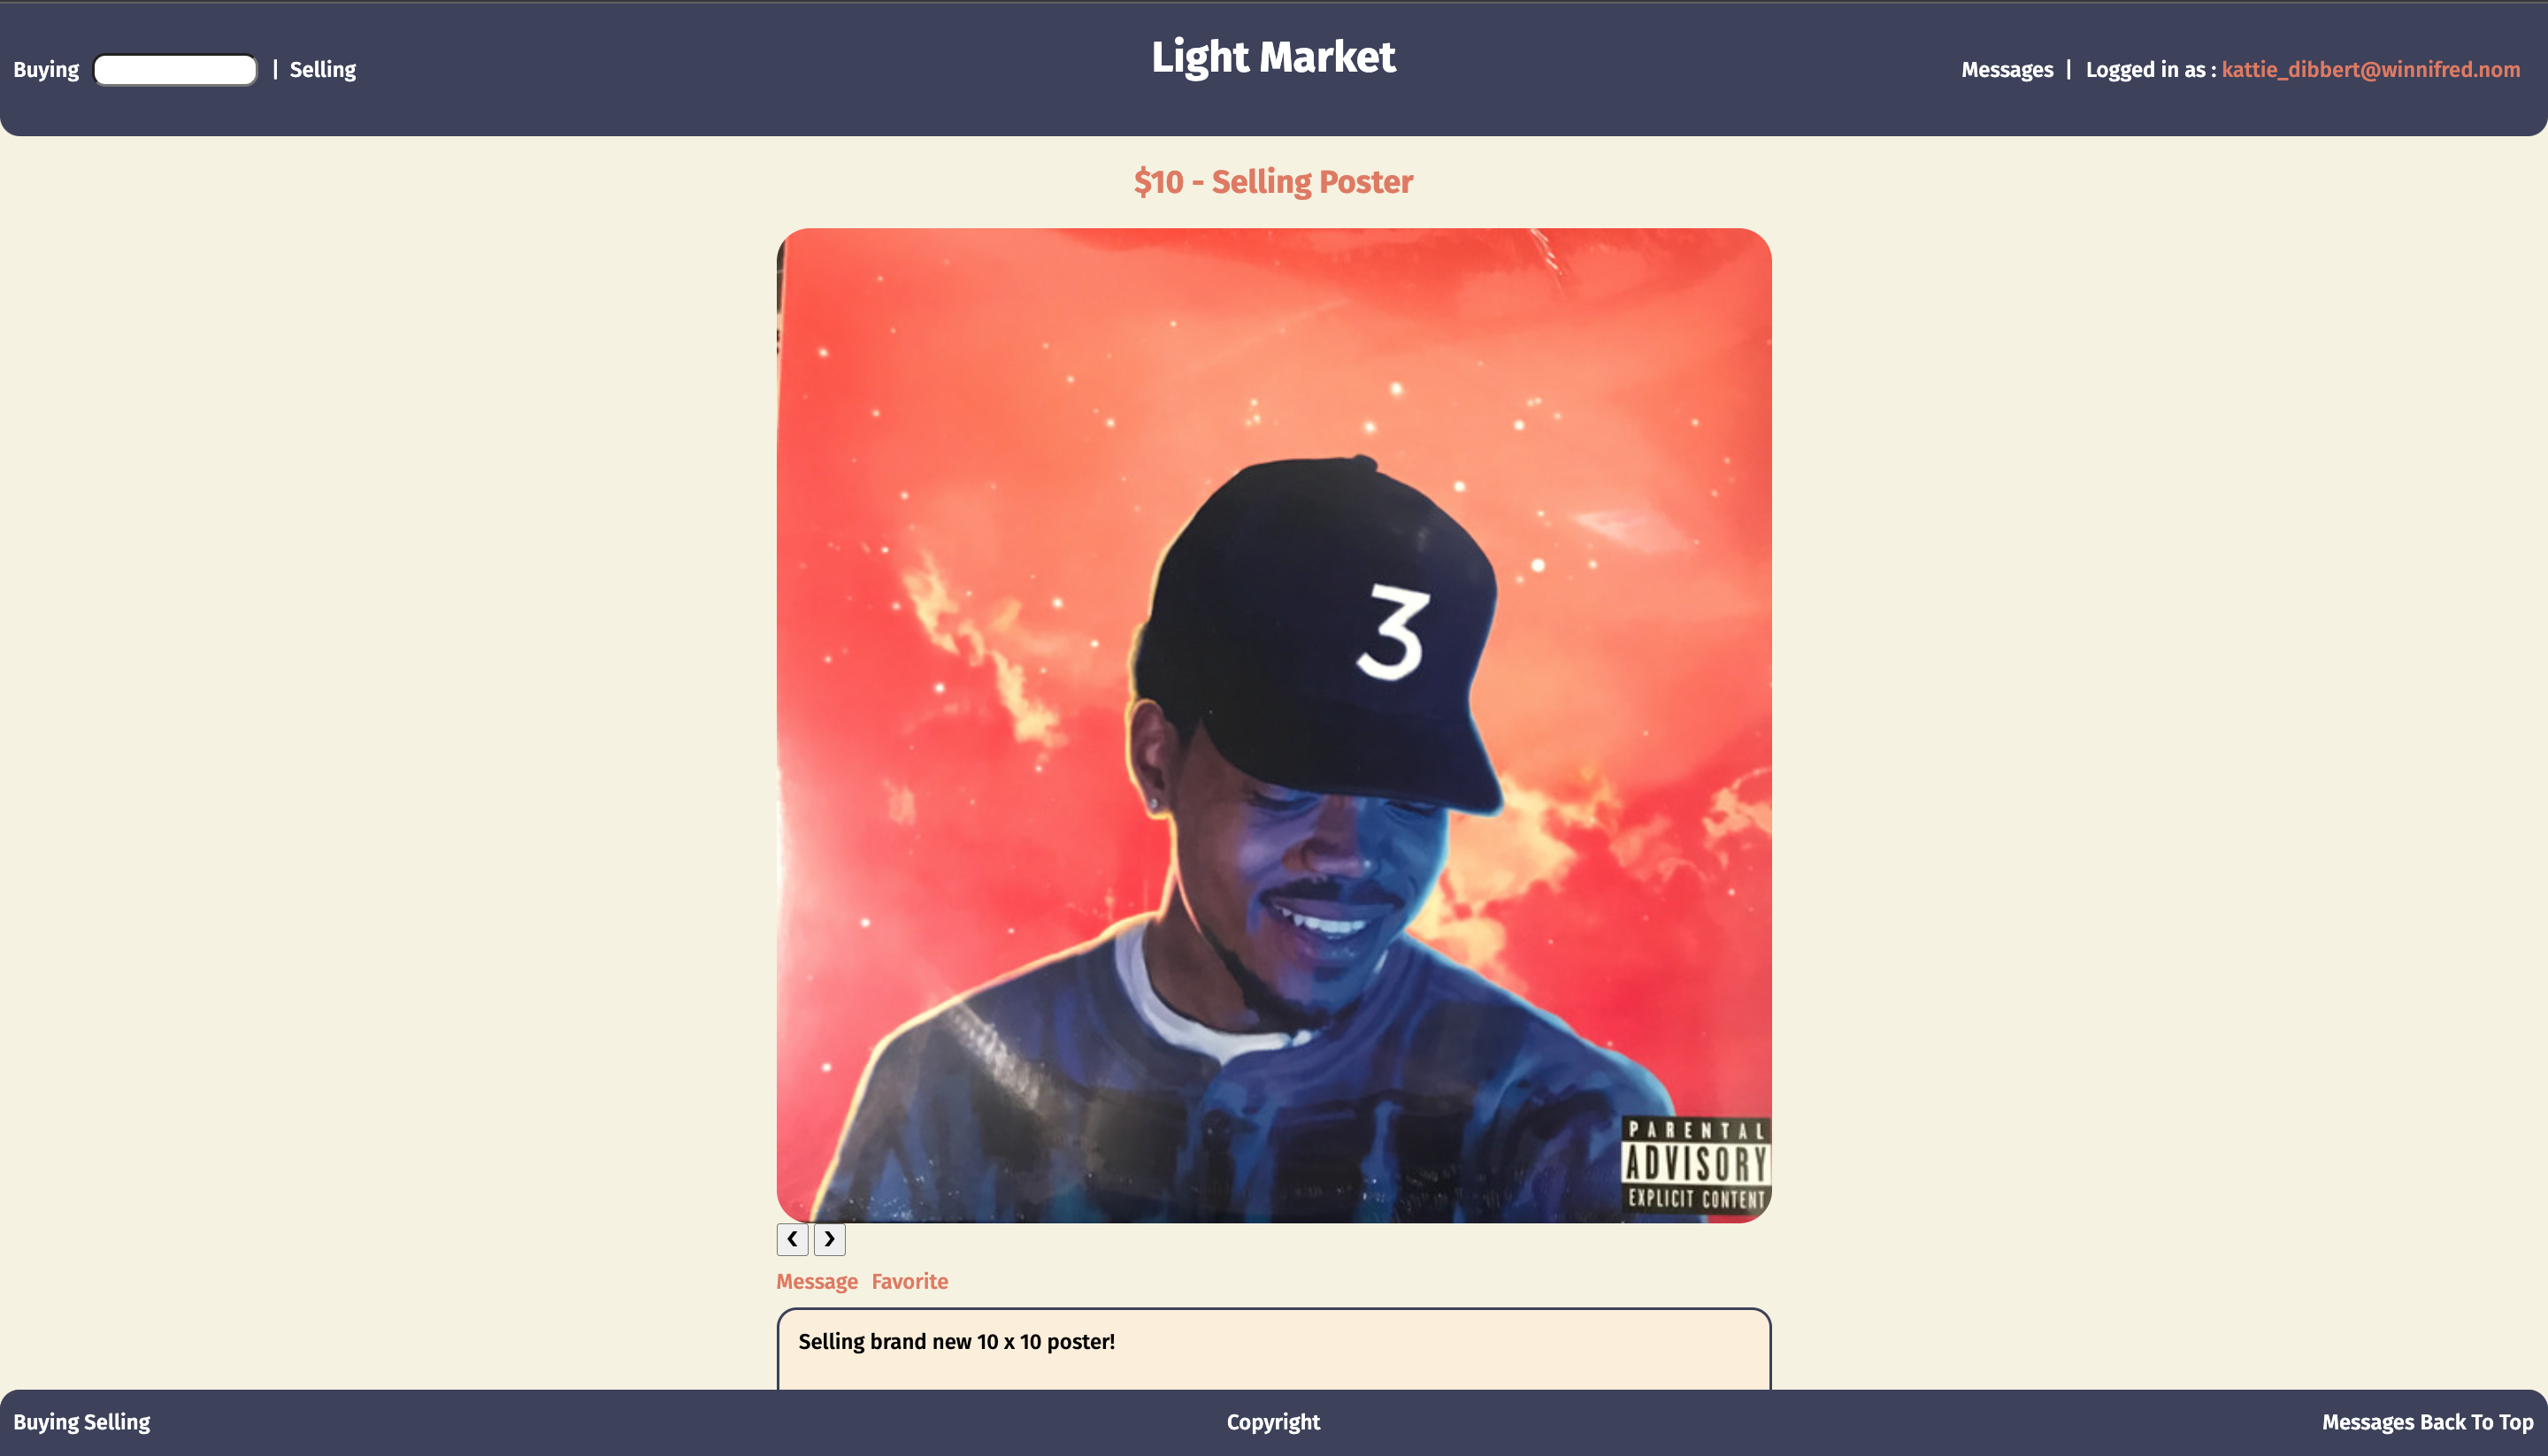 Light Market
Buying | Selling
Messages | Logged in as : kattie_dibbert@winnifred.nom
$10 - Selling Poster
3
PARENTAL
ADVISORY
EXPLICIT CONTENT
❮ ❯
Message Favorite
Selling brand new 10 x 10 poster!
Buying Selling
Copyright
Messages Back To Top